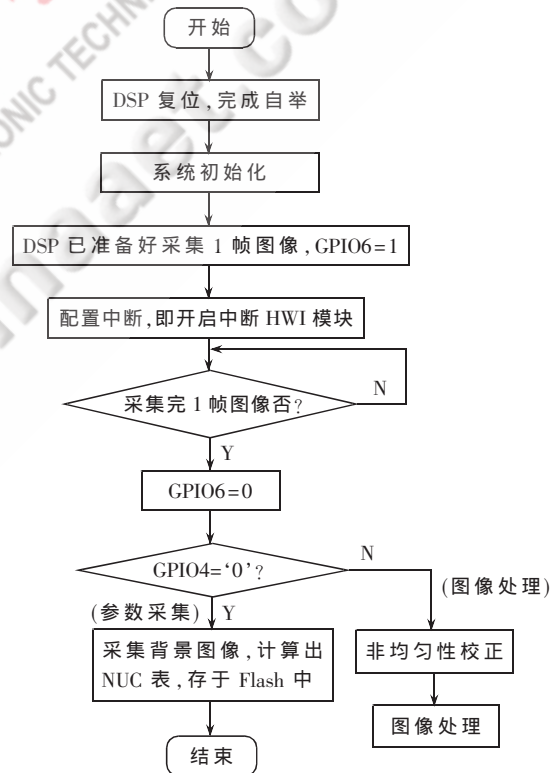 开始
DSP 复位,完成自举
系统初始化
DSP 已准备好采集 1 帧图像,GPIO6=1
配置中断,即开启中断 HWI 模块
采集完 1 帧图像否?
N
Y
GPIO6=0
GPIO4=‘0’?
N
(图像处理)
(参数采集) Y
采集背景图像,计算出
NUC 表,存于 Flash 中
非均匀性校正
图像处理
结束